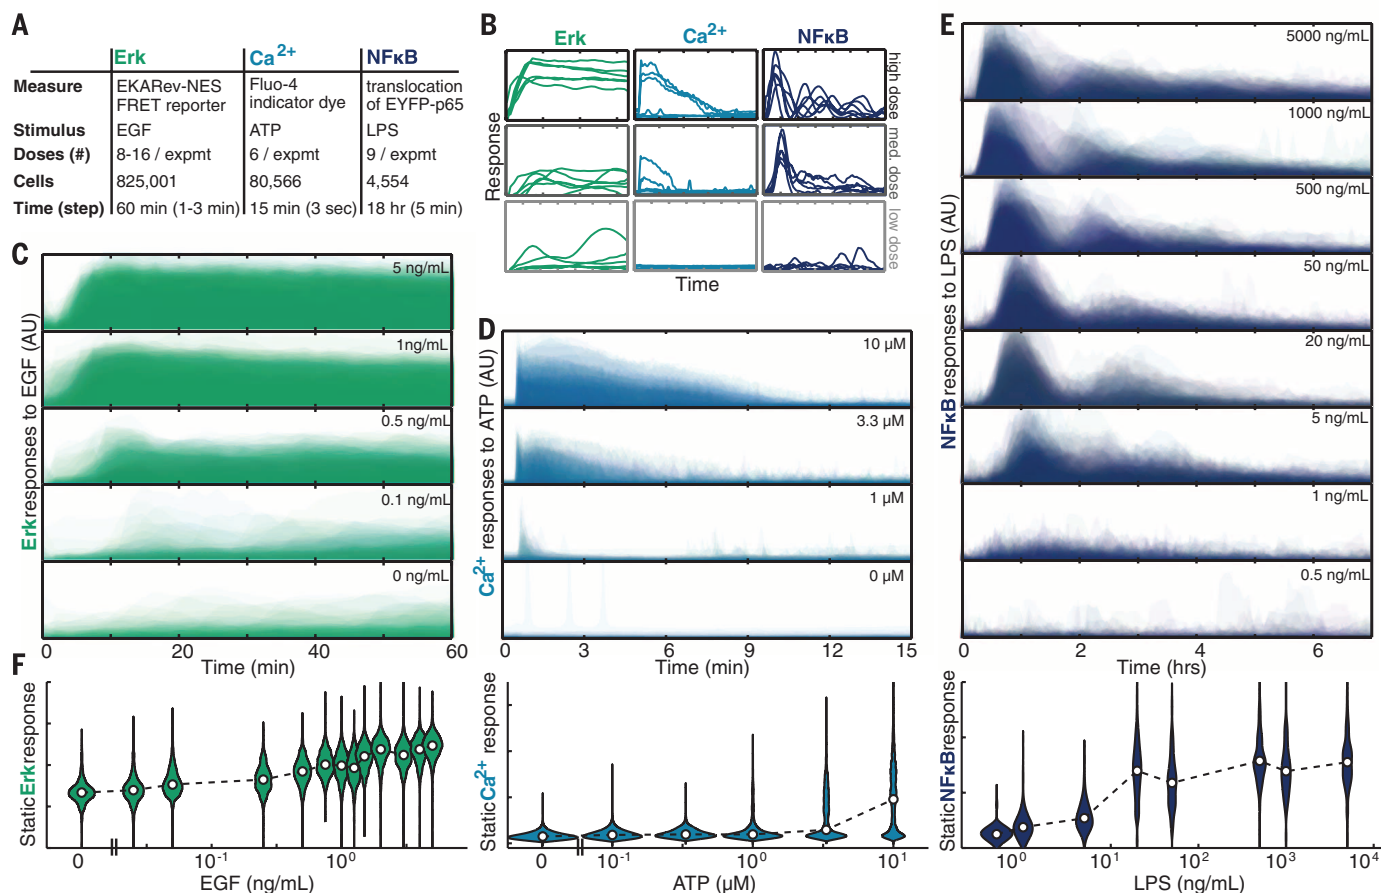 A
Erk Ca2+ NFκB
Measure EKARev-NES FRET reporter Fluo-4 indicator dye translocation of EYFP-p65
Stimulus EGF ATP LPS
Doses (#) 8-16 / expmt 6 / expmt 9 / expmt
Cells 825,001 80,566 4,554
Time (step) 60 min (1-3 min) 15 min (3 sec) 18 hr (5 min)
B
Erk Ca2+ NFκB
Response
high dose
med. dose
low dose
Time
C
Erk responses to EGF (AU)
5 ng/mL
1ng/mL
0.5 ng/mL
0.1 ng/mL
0 ng/mL
0 20 40 60
Time (min)
D
Ca2+ responses to ATP (AU)
10 µM
3.3 µM
1 µM
0 µM
0 3 6 9 12 15
Time (min)
E
NFκB responses to LPS (AU)
5000 ng/mL
1000 ng/mL
500 ng/mL
50 ng/mL
20 ng/mL
5 ng/mL
1 ng/mL
0.5 ng/mL
0 2 4 6
Time (hrs)
F
Static Erk response
0 10-1 100
EGF (ng/mL)
Static Ca2+ response
0 10-1 100 101
ATP (µM)
Static NFκB response
100 101 102 103 104
LPS (ng/mL)